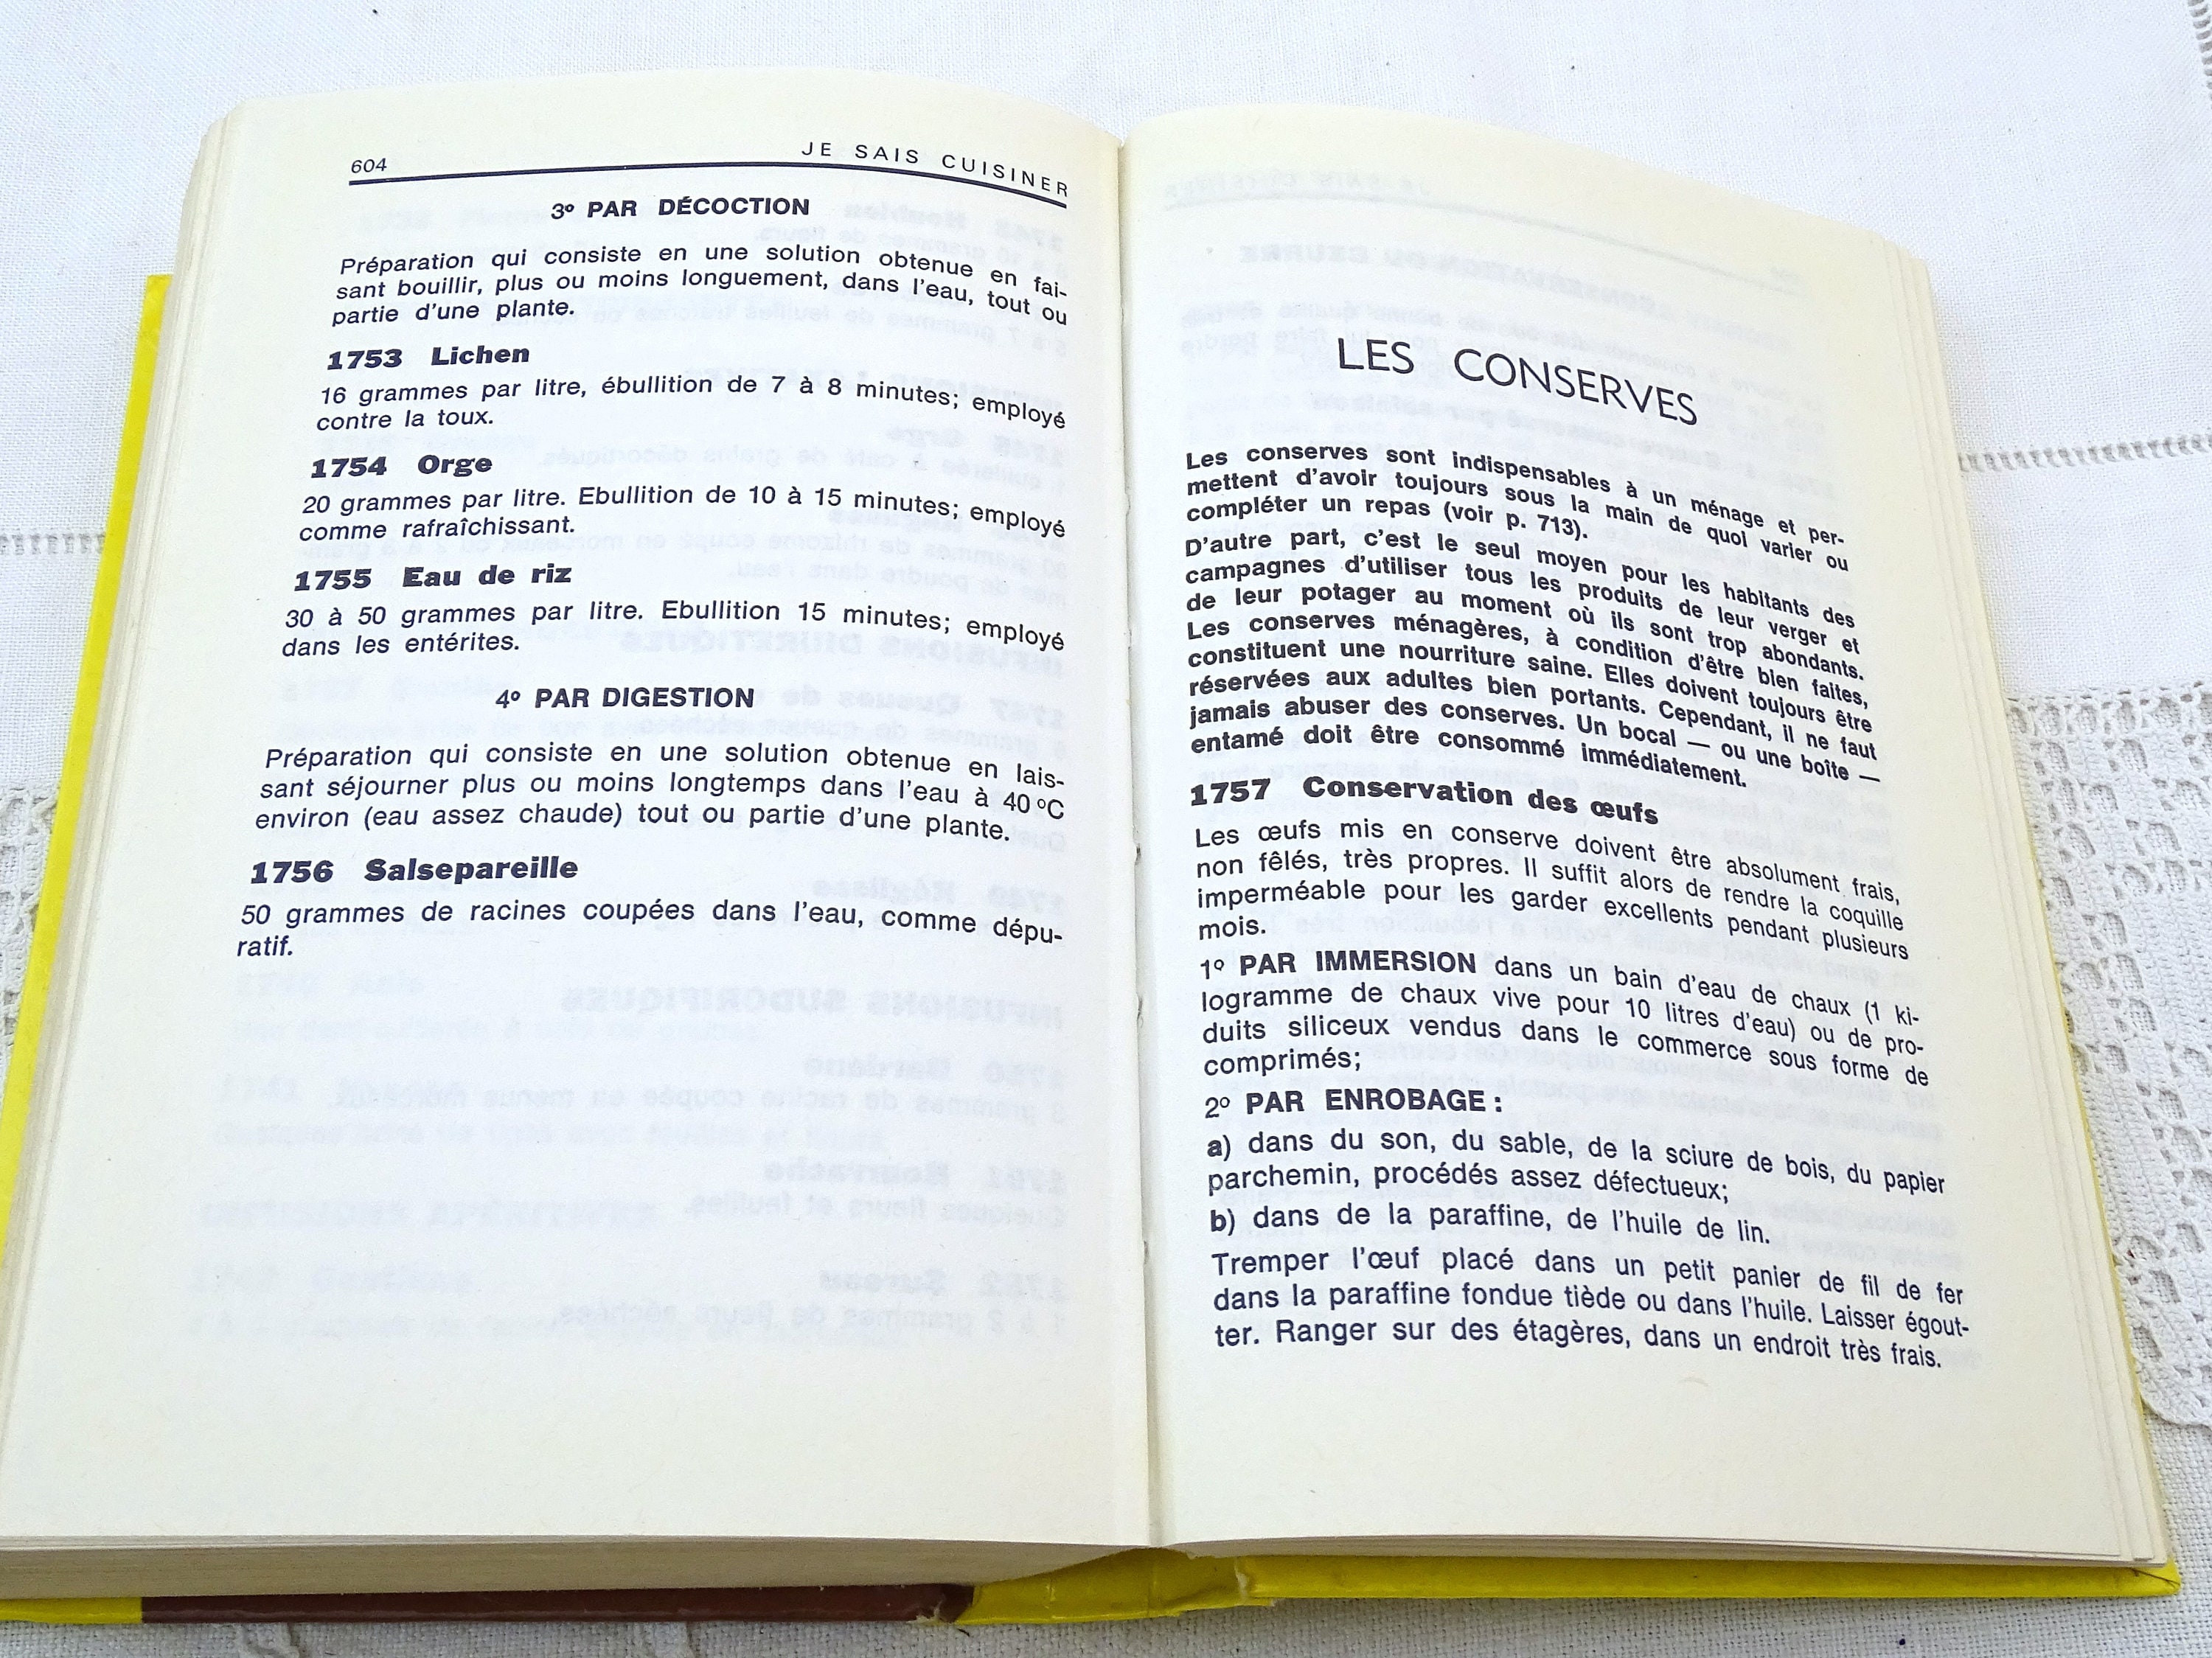 604
JE SAIS CUISINER
3º PAR DÉCOCTION
Préparation qui consiste en une solution obtenue en fai-
sant bouillir, plus ou moins longuement, dans l'eau, tout ou
partie d'une plante.
1753 Lichen
16 grammes par litre, ébullition de 7 à 8 minutes; employé
contre la toux.
1754 Orge
20 grammes par litre. Ebullition de 10 à 15 minutes; employé
comme rafraîchissant.
1755 Eau de riz
30 à 50 grammes par litre. Ebullition 15 minutes; employé
dans les entérites.
4º PAR DIGESTION
Préparation qui consiste en une solution obtenue en lais-
sant séjourner plus ou moins longtemps dans l'eau à 40 ºC
environ (eau assez chaude) tout ou partie d'une plante.
1756 Salsepareille
50 grammes de racines coupées dans l'eau, comme dépu-
ratif.
LES CONSERVES
Les conserves sont indispensables à un ménage et per-
mettent d'avoir toujours sous la main de quoi varier ou
compléter un repas (voir p. 713).
D'autre part, c'est le seul moyen pour les habitants des
campagnes d'utiliser tous les produits de leur verger et
de leur potager au moment où ils sont trop abondants.
Les conserves ménagères, à condition d'être bien faites,
constituent une nourriture saine. Elles doivent toujours être
réservées aux adultes bien portants. Cependant, il ne faut
jamais abuser des conserves. Un bocal — ou une boîte —
entamé doit être consommé immédiatement.
1757 Conservation des œufs
Les œufs mis en conserve doivent être absolument frais,
non fêlés, très propres. Il suffit alors de rendre la coquille
imperméable pour les garder excellents pendant plusieurs
mois.
1º PAR IMMERSION dans un bain d'eau de chaux (1 ki-
logramme de chaux vive pour 10 litres d'eau) ou de pro-
duits siliceux vendus dans le commerce sous forme de
comprimés;
2º PAR ENROBAGE :
a) dans du son, du sable, de la sciure de bois, du papier
parchemin, procédés assez défectueux;
b) dans de la paraffine, de l'huile de lin.
Tremper l'œuf placé dans un petit panier de fil de fer
dans la paraffine fondue tiède ou dans l'huile. Laisser égout-
ter. Ranger sur des étagères, dans un endroit très frais.